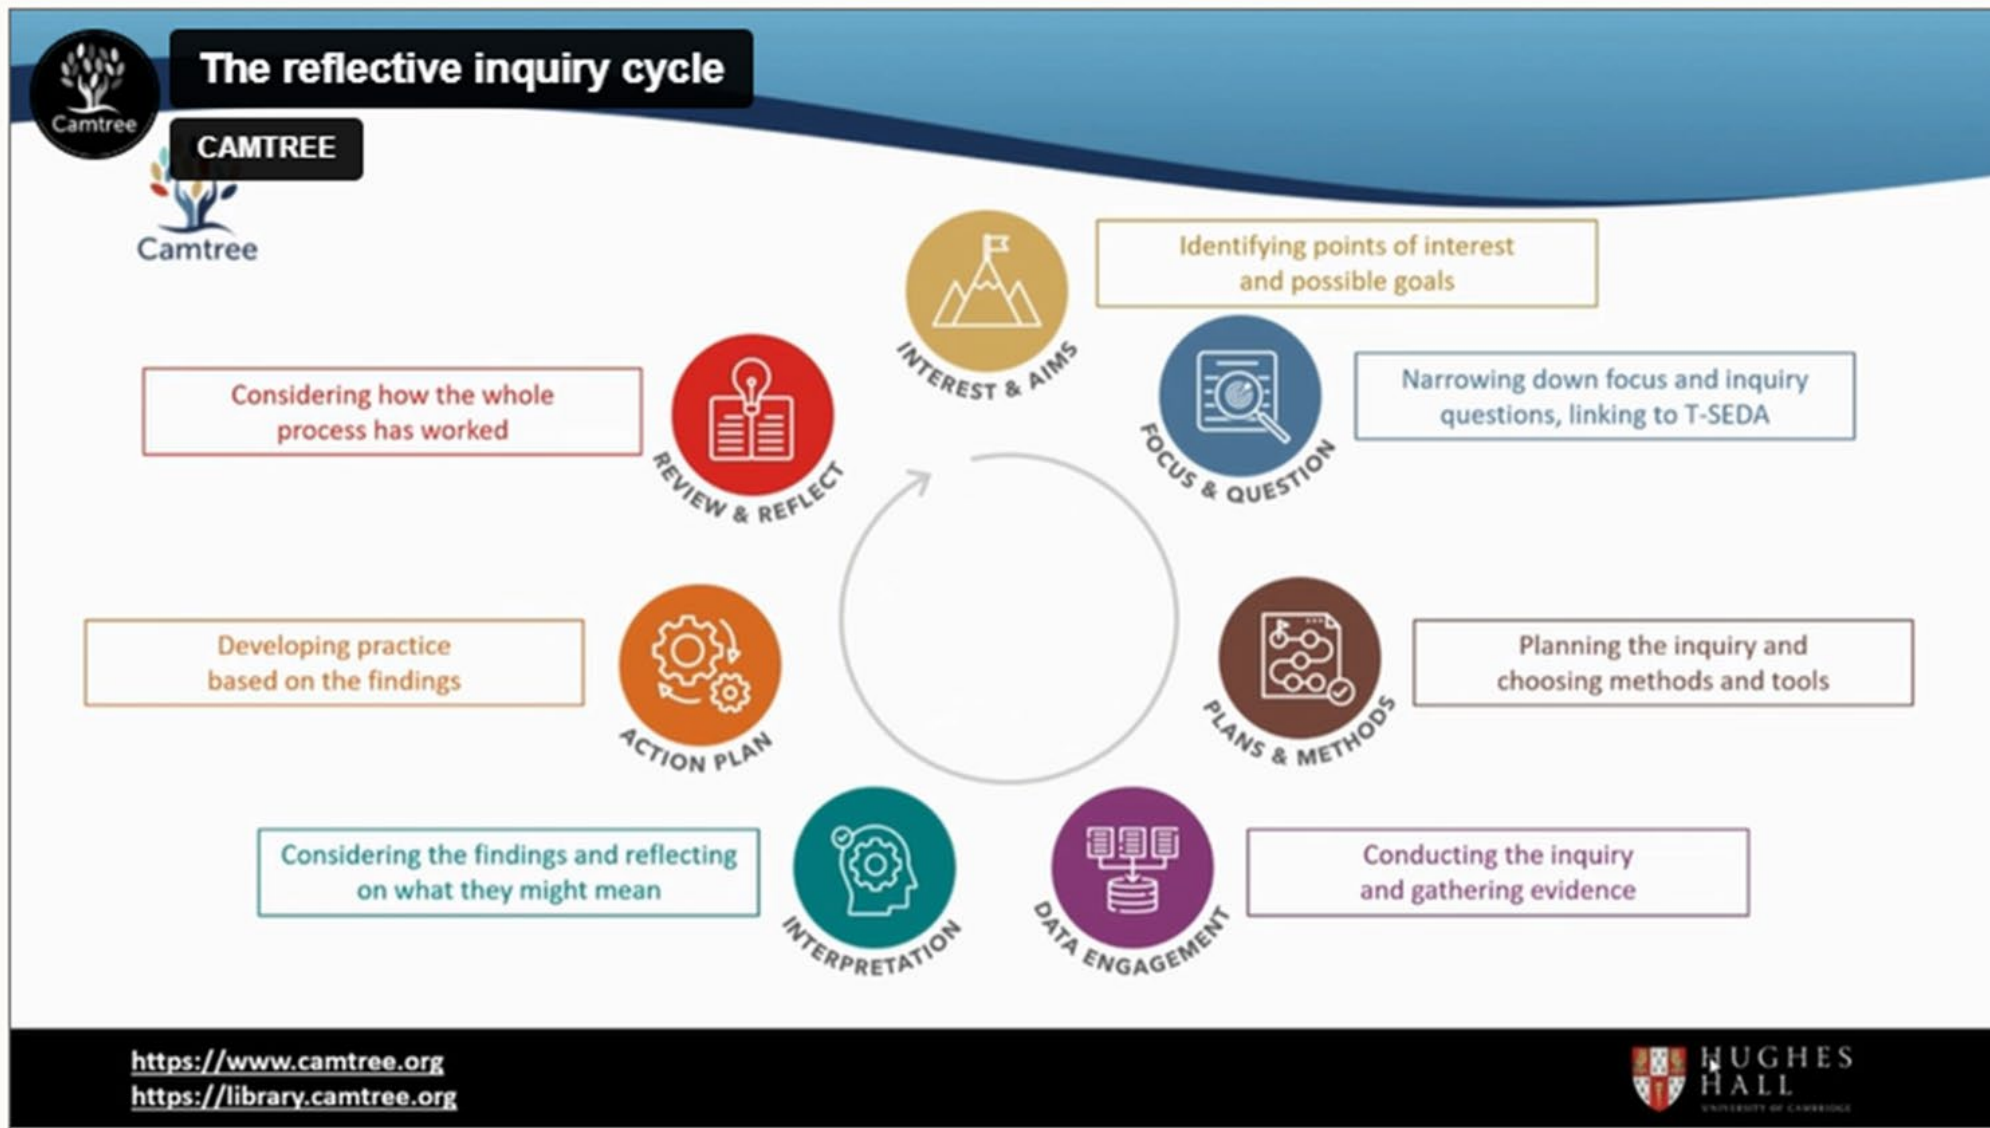 The reflective inquiry cycle
Camtree
CAMTREE
Camtree
Identifying points of interest
and possible goals
INTEREST & AIMS
Narrowing down focus and inquiry
questions, linking to T-SEDA
FOCUS & QUESTION
Considering how the whole
process has worked
REVIEW & REFLECT
Planning the inquiry and
choosing methods and tools
PLANS & METHODS
Developing practice
based on the findings
ACTION PLAN
Conducting the inquiry
and gathering evidence
DATA ENGAGEMENT
Considering the findings and reflecting
on what they might mean
INTERPRETATION
https://www.camtree.org
https://library.camtree.org
HUGHES
HALL
UNIVERSITY OF CAMBRIDGE